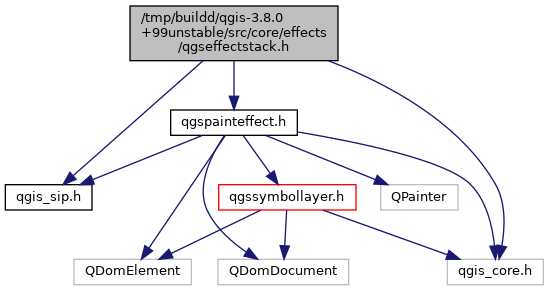 /tmp/buildd/qgis-3.8.0
+99unstable/src/core/effects
/qgseffectstack.h
qgspainteffect.h
qgis_sip.h
qgssymbollayer.h
QPainter
QDomElement
QDomDocument
qgis_core.h